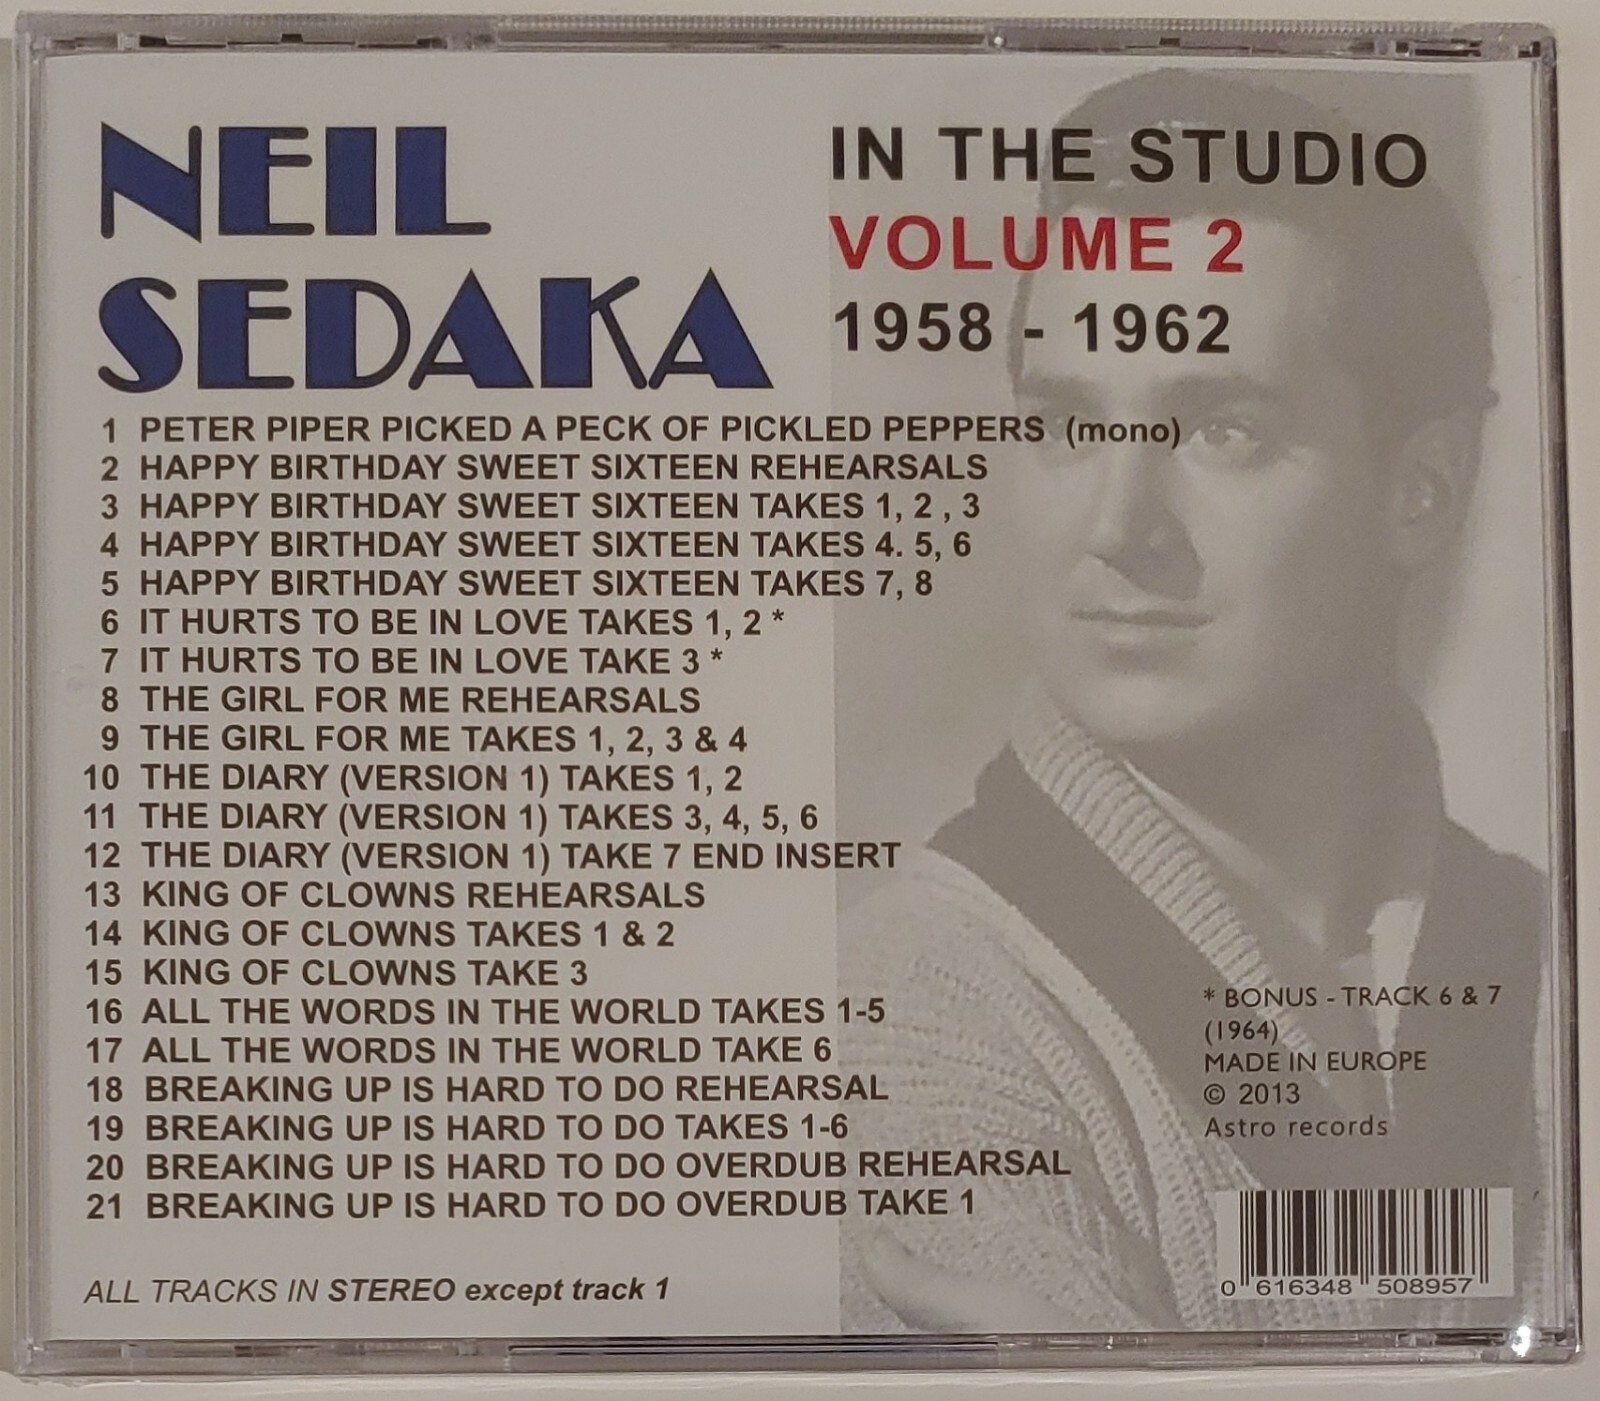 NEIL
SEDAKA
IN THE STUDIO
VOLUME 2
1958 - 1962
1 PETER PIPER PICKED A PECK OF PICKLED PEPPERS (mono)
2 HAPPY BIRTHDAY SWEET SIXTEEN REHEARSALS
3 HAPPY BIRTHDAY SWEET SIXTEEN TAKES 1, 2 , 3
4 HAPPY BIRTHDAY SWEET SIXTEEN TAKES 4. 5, 6
5 HAPPY BIRTHDAY SWEET SIXTEEN TAKES 7, 8
6 IT HURTS TO BE IN LOVE TAKES 1, 2 *
7 IT HURTS TO BE IN LOVE TAKE 3 *
8 THE GIRL FOR ME REHEARSALS
9 THE GIRL FOR ME TAKES 1, 2, 3 & 4
10 THE DIARY (VERSION 1) TAKES 1, 2
11 THE DIARY (VERSION 1) TAKES 3, 4, 5, 6
12 THE DIARY (VERSION 1) TAKE 7 END INSERT
13 KING OF CLOWNS REHEARSALS
14 KING OF CLOWNS TAKES 1 & 2
15 KING OF CLOWNS TAKE 3
16 ALL THE WORDS IN THE WORLD TAKES 1-5
17 ALL THE WORDS IN THE WORLD TAKE 6
18 BREAKING UP IS HARD TO DO REHEARSAL
19 BREAKING UP IS HARD TO DO TAKES 1-6
20 BREAKING UP IS HARD TO DO OVERDUB REHEARSAL
21 BREAKING UP IS HARD TO DO OVERDUB TAKE 1
ALL TRACKS IN STEREO except track 1
* BONUS - TRACK 6 & 7
(1964)
MADE IN EUROPE
© 2013
Astro records
0 616348 508957